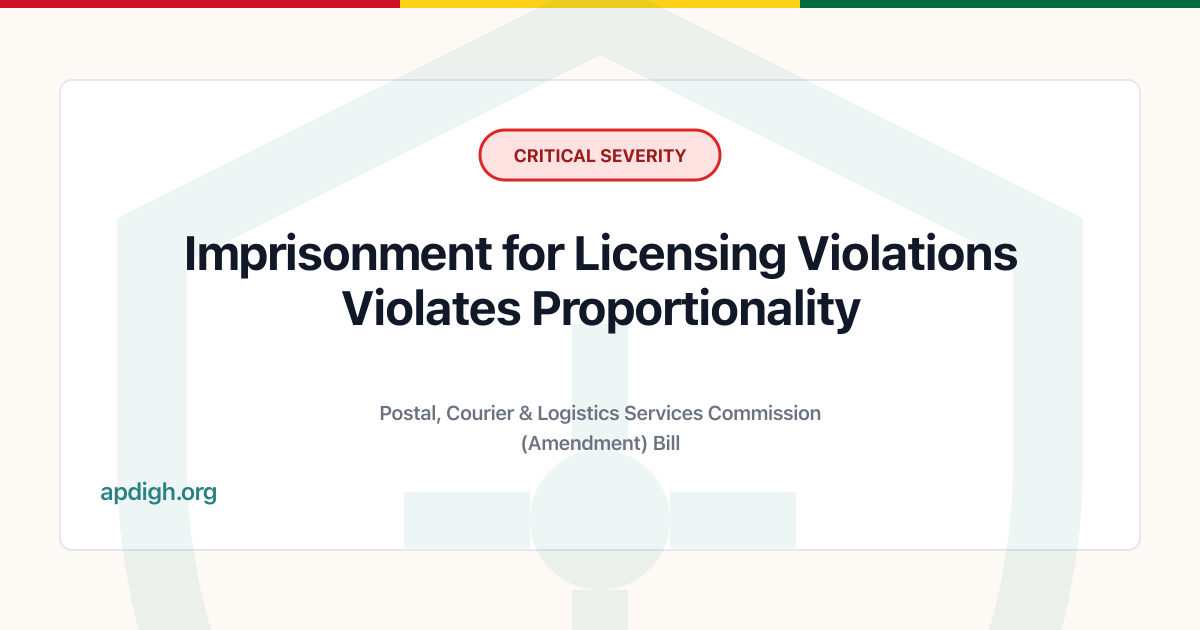 CRITICAL SEVERITY
Imprisonment for Licensing Violations
Violates Proportionality
Postal, Courier & Logistics Services Commission
(Amendment) Bill
apdigh.org